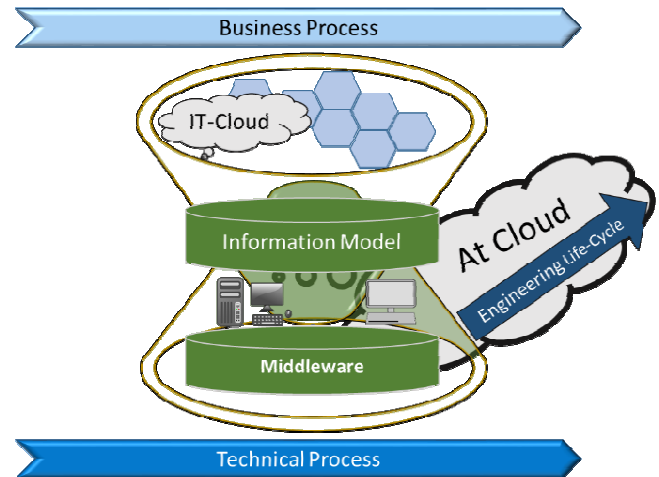 Business Process
IT-Cloud
Information Model
At Cloud
Engineering Life-Cycle
Middleware
Technical Process